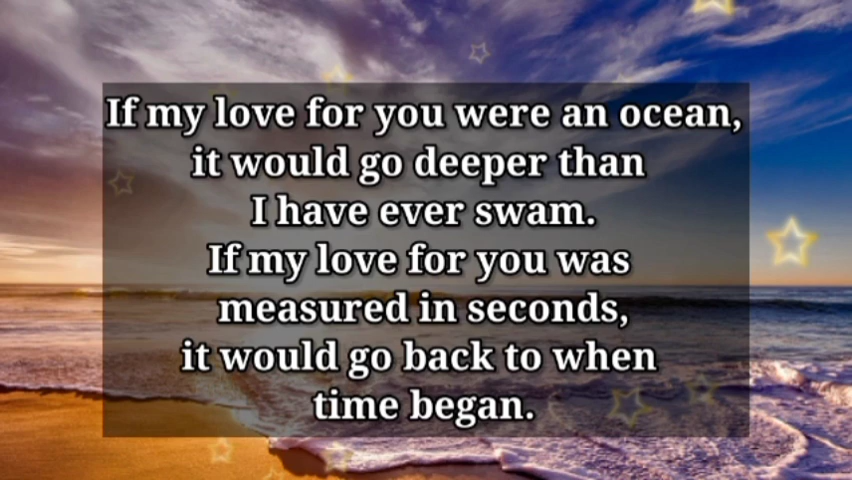 If my love for you were an ocean,
it would go deeper than
I have ever swam.
If my love for you was
measured in seconds,
it would go back to when
time began.